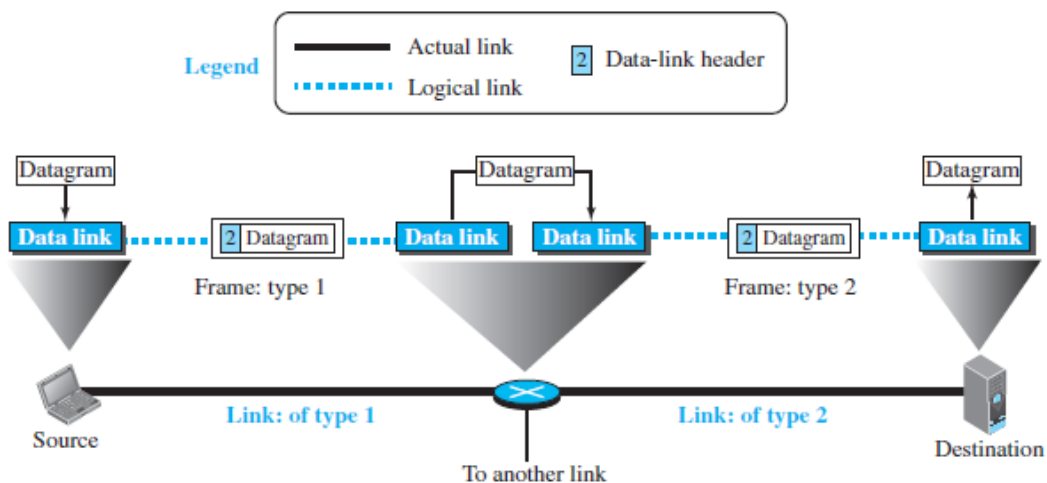 Legend
Actual link
Logical link
2 Data-link header
Datagram
Datagram
Datagram
Data link
2 Datagram
Data link
Data link
2 Datagram
Data link
Frame: type 1
Frame: type 2
Link: of type 1
Link: of type 2
Source
Destination
To another link